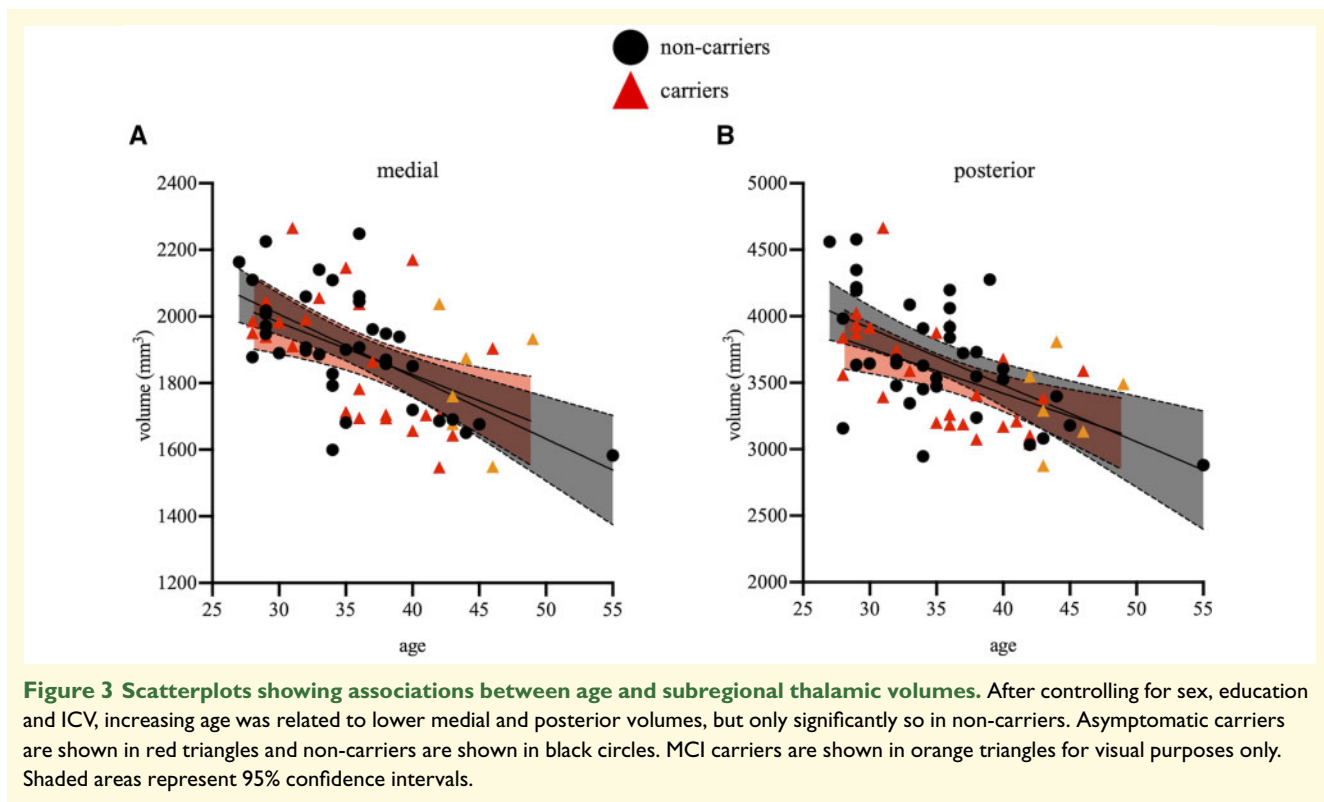 non-carriers
carriers
A
B
medial
posterior
2400
2200
2000
1800
1600
1400
1200
volume (mm³)
25 30 35 40 45 50 55
age
5000
4500
4000
3500
3000
2500
2000
volume (mm³)
25 30 35 40 45 50 55
age
Figure 3 Scatterplots showing associations between age and subregional thalamic volumes. After controlling for sex, education
and ICV, increasing age was related to lower medial and posterior volumes, but only significantly so in non-carriers. Asymptomatic carriers
are shown in red triangles and non-carriers are shown in black circles. MCI carriers are shown in orange triangles for visual purposes only.
Shaded areas represent 95% confidence intervals.